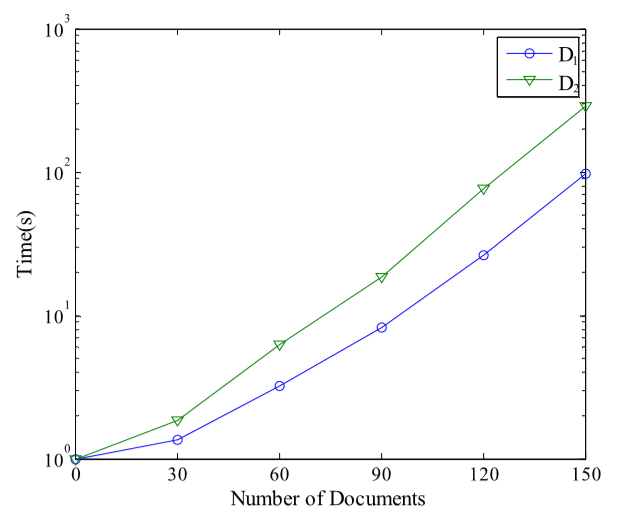 10³
D₁
D₂
10²
Time(s)
10¹
10⁰
0 30 60 90 120 150
Number of Documents